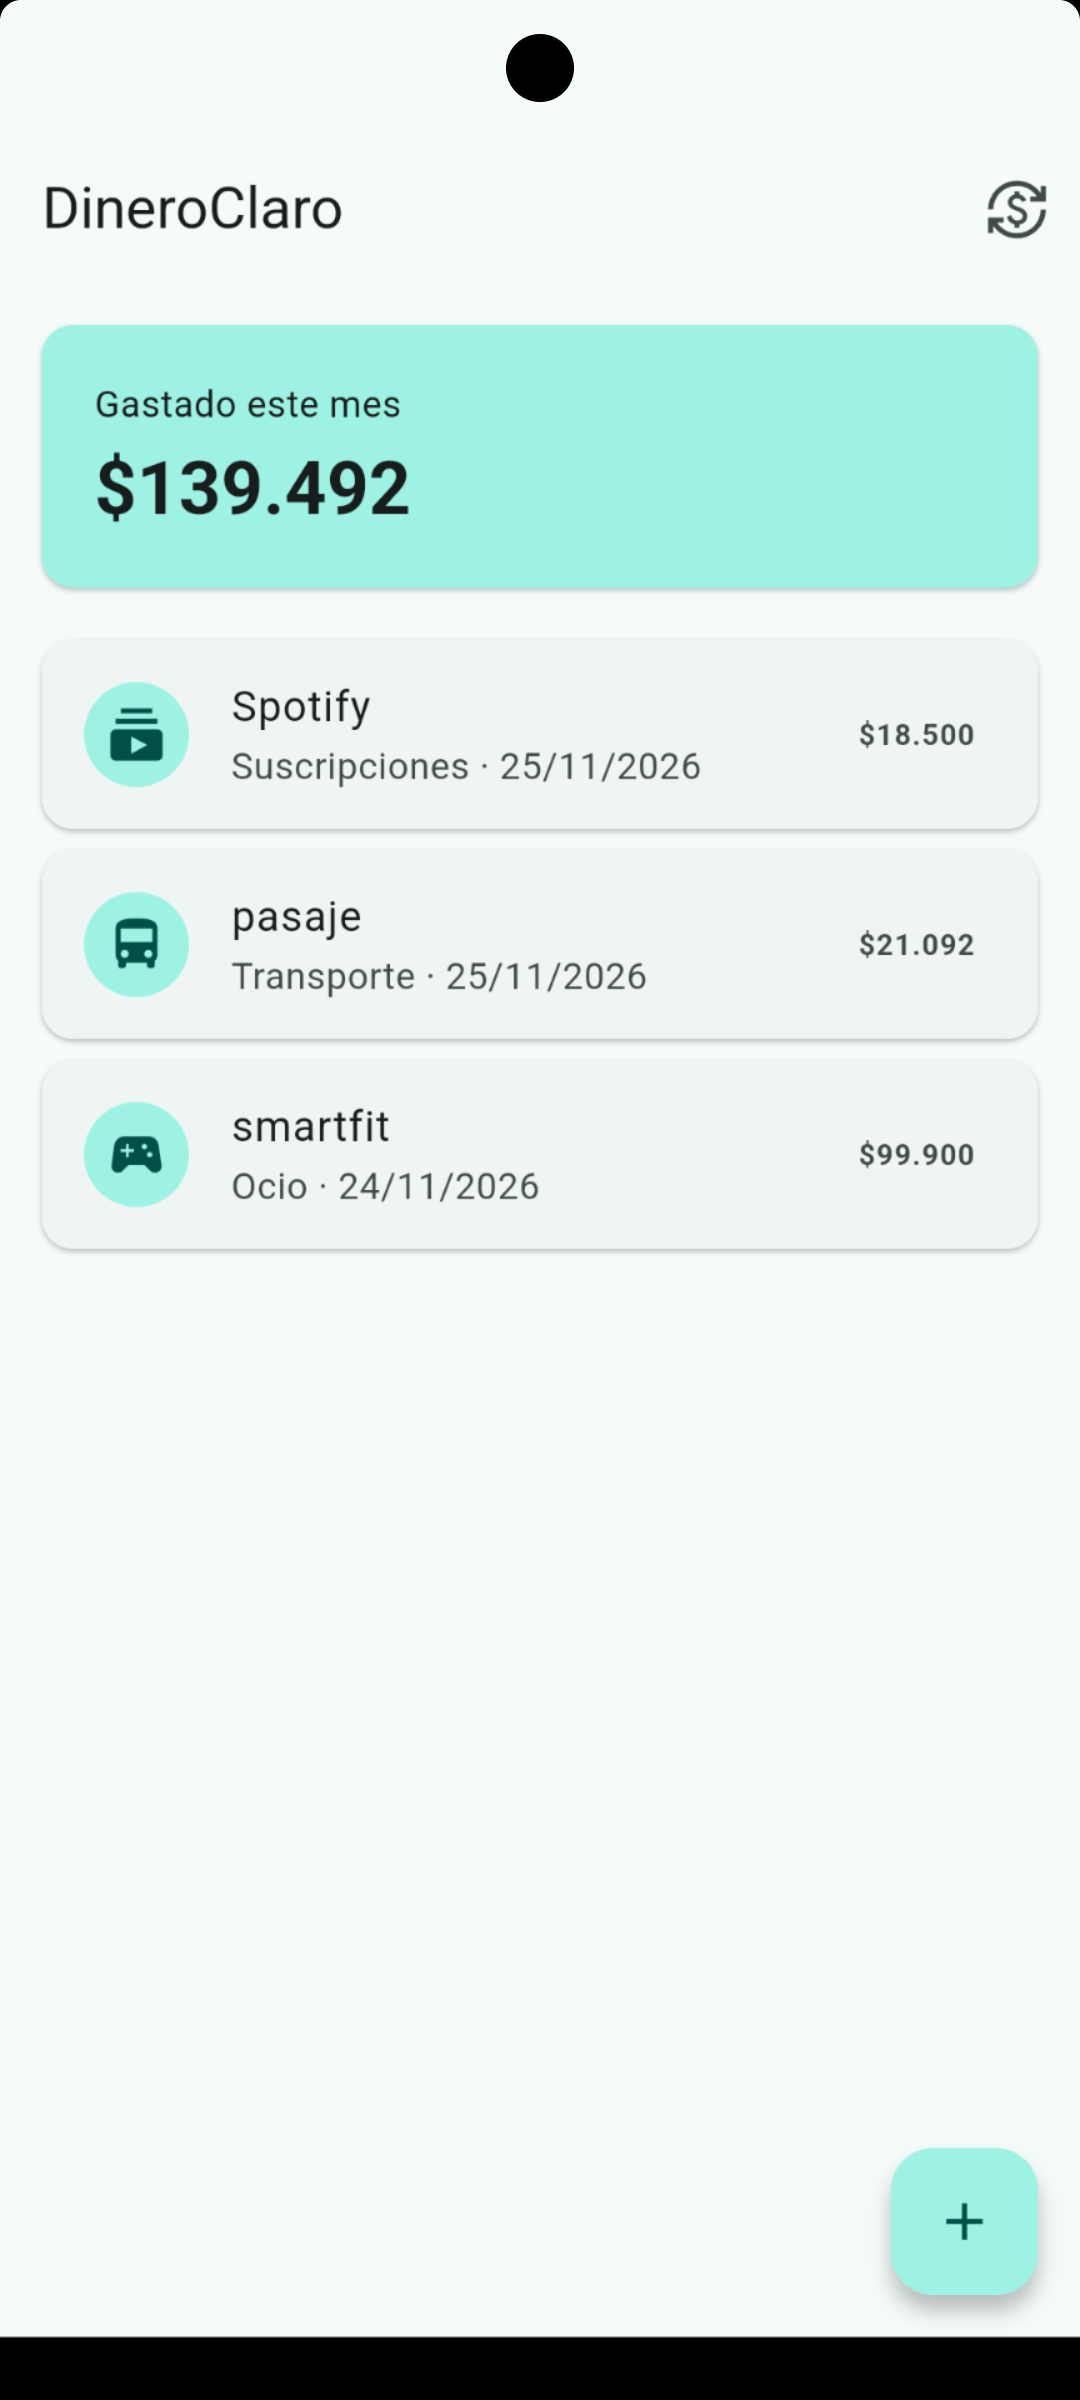 DineroClaro
Gastado este mes
$139.492
Spotify
Suscripciones · 25/11/2026
$18.500
pasaje
Transporte · 25/11/2026
$21.092
smartfit
Ocio · 24/11/2026
$99.900